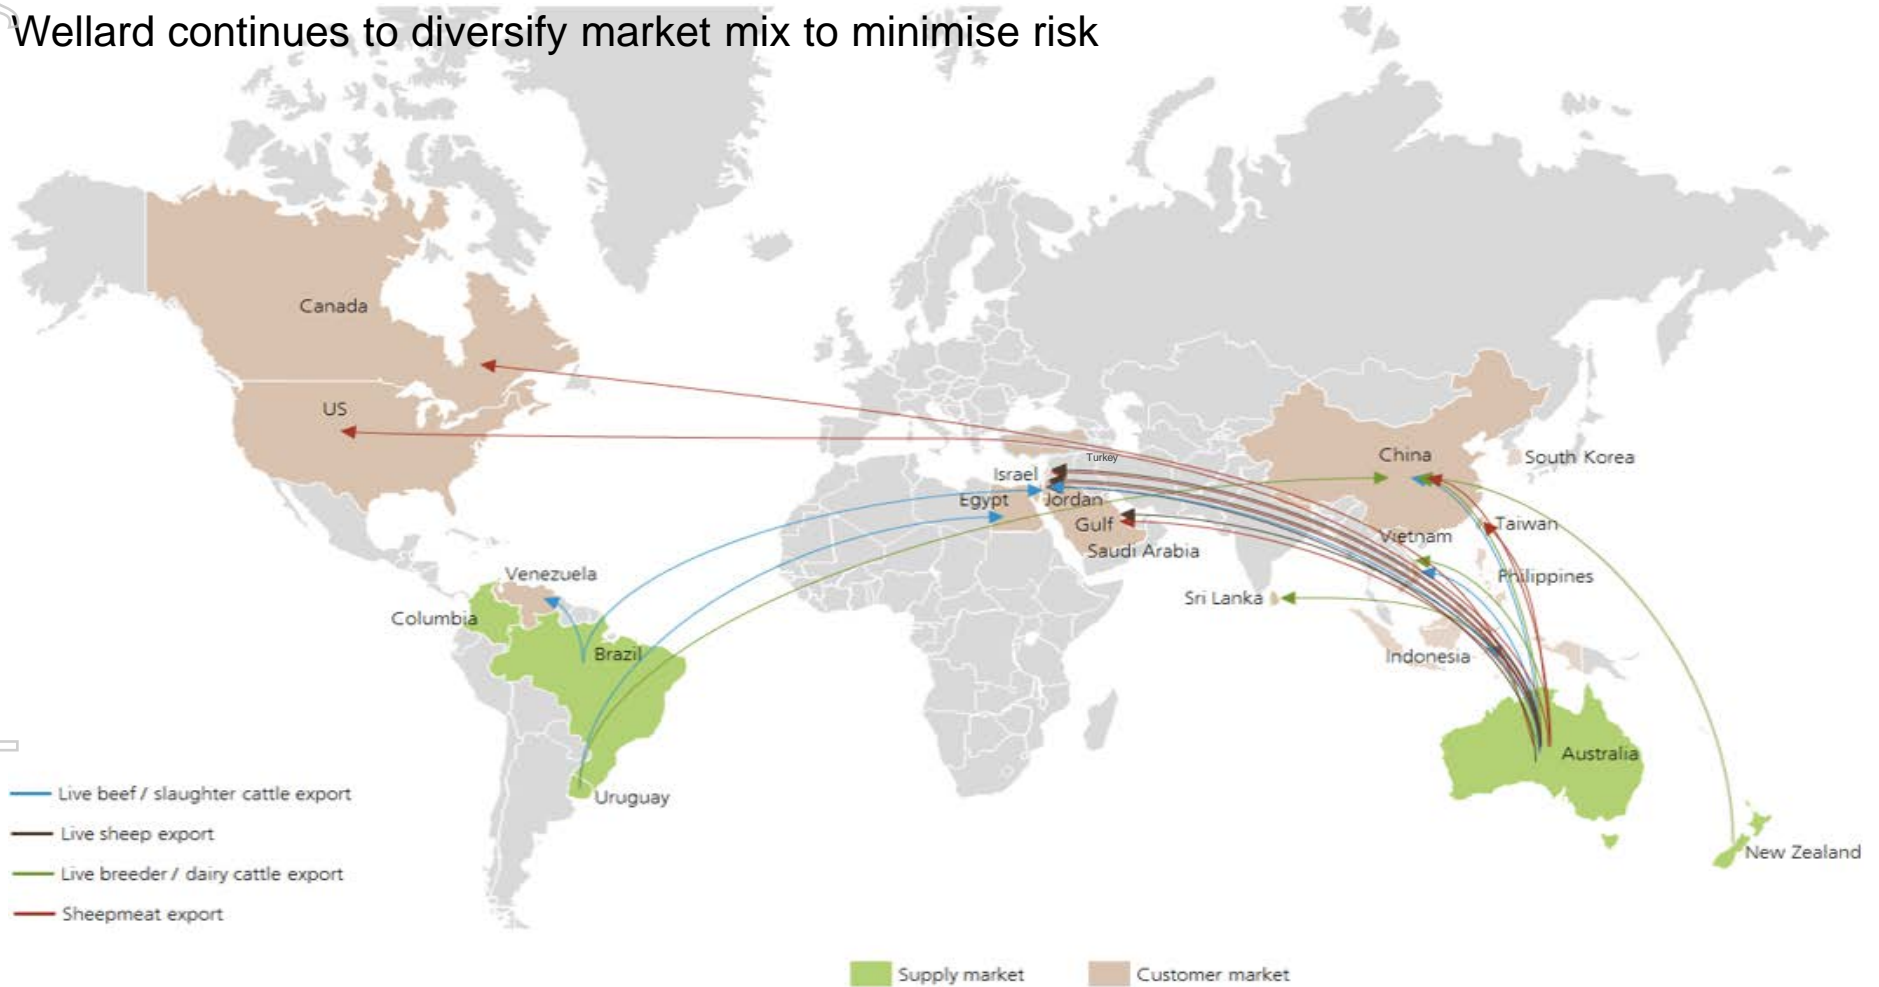 Wellard continues to diversify market mix to minimise risk
Canada
US
Turkey
China
South Korea
Israel
Egypt
Jordan
Gulf
Taiwan
Vietnam
Saudi Arabia
Venezuela
Philippines
Sri Lanka
Columbia
Brazil
Indonesia
Australia
Live beef / slaughter cattle export
Uruguay
Live sheep export
New Zealand
Live breeder / dairy cattle export
Sheepmeat export
Supply market
Customer market